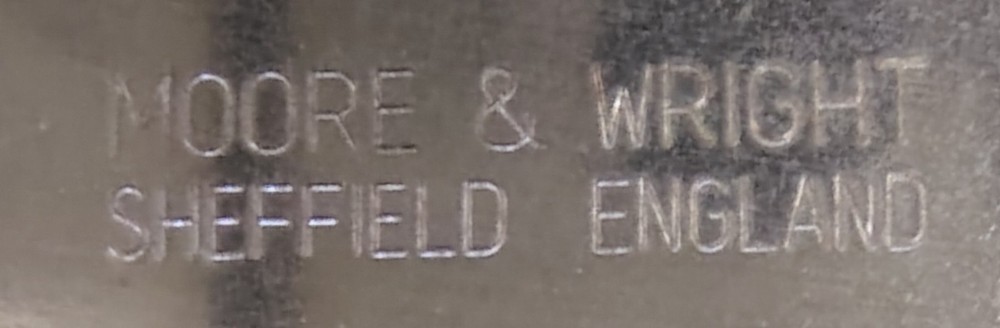 MOORE & WRIGHT
SHEFFIELD ENGLAND